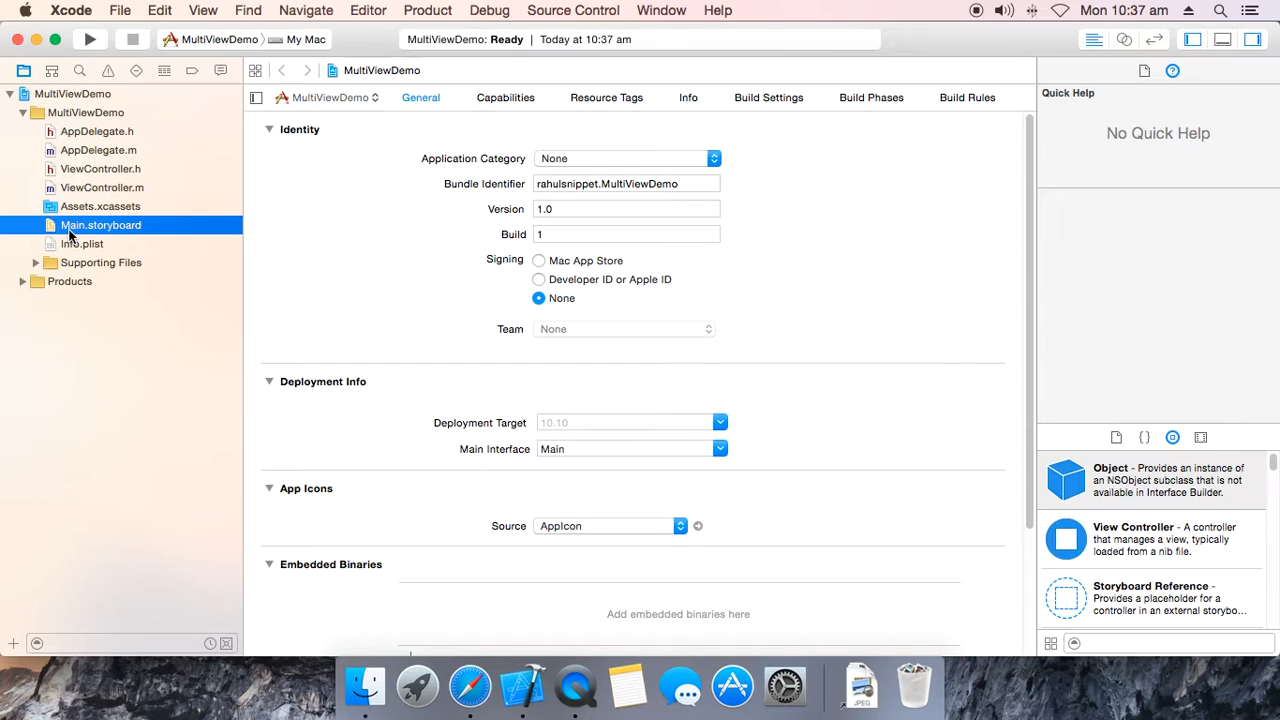 Xcode File Edit View Find Navigate Editor Product Debug Source Control Window Help Mon 10:37 am
MultiViewDemo My Mac MultiViewDemo: Ready Today at 10:37 am
MultiViewDemo
Quick Help
No Quick Help
MultiViewDemo
MultiViewDemo
AppDelegate.h
AppDelegate.m
ViewController.h
ViewController.m
Assets.xcassets
Main.storyboard
Info.plist
Supporting Files
Products
MultiViewDemo General Capabilities Resource Tags Info Build Settings Build Phases Build Rules
Identity
Application Category None
Bundle Identifier rahulsnippet.MultiViewDemo
Version 1.0
Build 1
Signing Mac App Store
Developer ID or Apple ID
None
Team None
Deployment Info
Deployment Target 10.10
Main Interface Main
App Icons
Source AppIcon
Embedded Binaries
Add embedded binaries here
Object - Provides an instance of
an NSObject subclass that is not
available in Interface Builder.
View Controller - A controller
that manages a view, typically
loaded from a nib file.
Storyboard Reference -
Provides a placeholder for a
controller in an external storybo...
JPEG